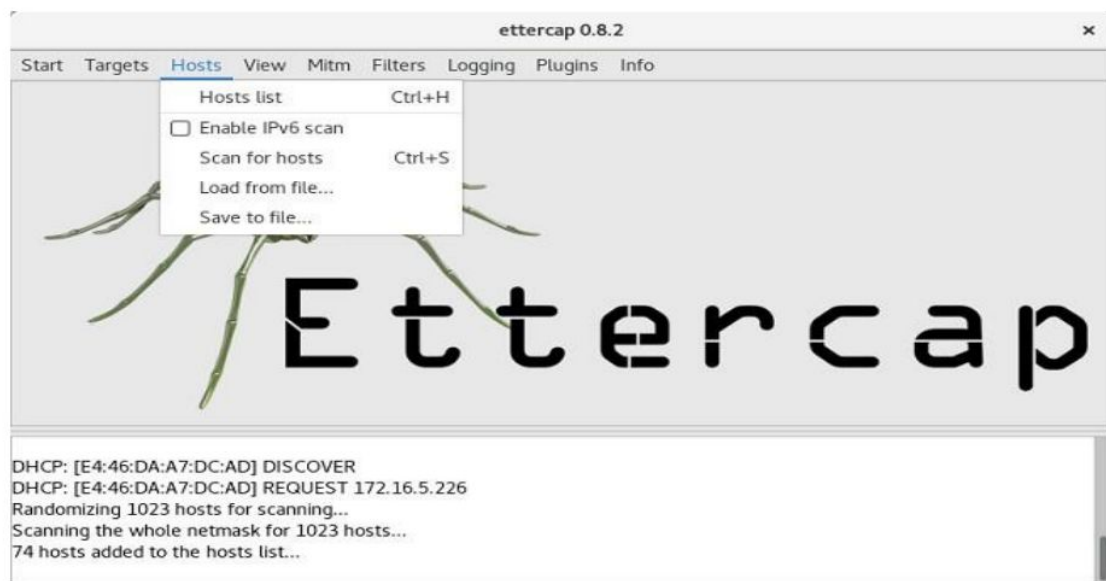 ettercap 0.8.2 ×
Start Targets Hosts View Mitm Filters Logging Plugins Info
Hosts list Ctrl+H
Enable IPv6 scan
Scan for hosts Ctrl+S
Load from file...
Save to file...
Ettercap
DHCP: [E4:46:DA:A7:DC:AD] DISCOVER
DHCP: [E4:46:DA:A7:DC:AD] REQUEST 172.16.5.226
Randomizing 1023 hosts for scanning...
Scanning the whole netmask for 1023 hosts...
74 hosts added to the hosts list...